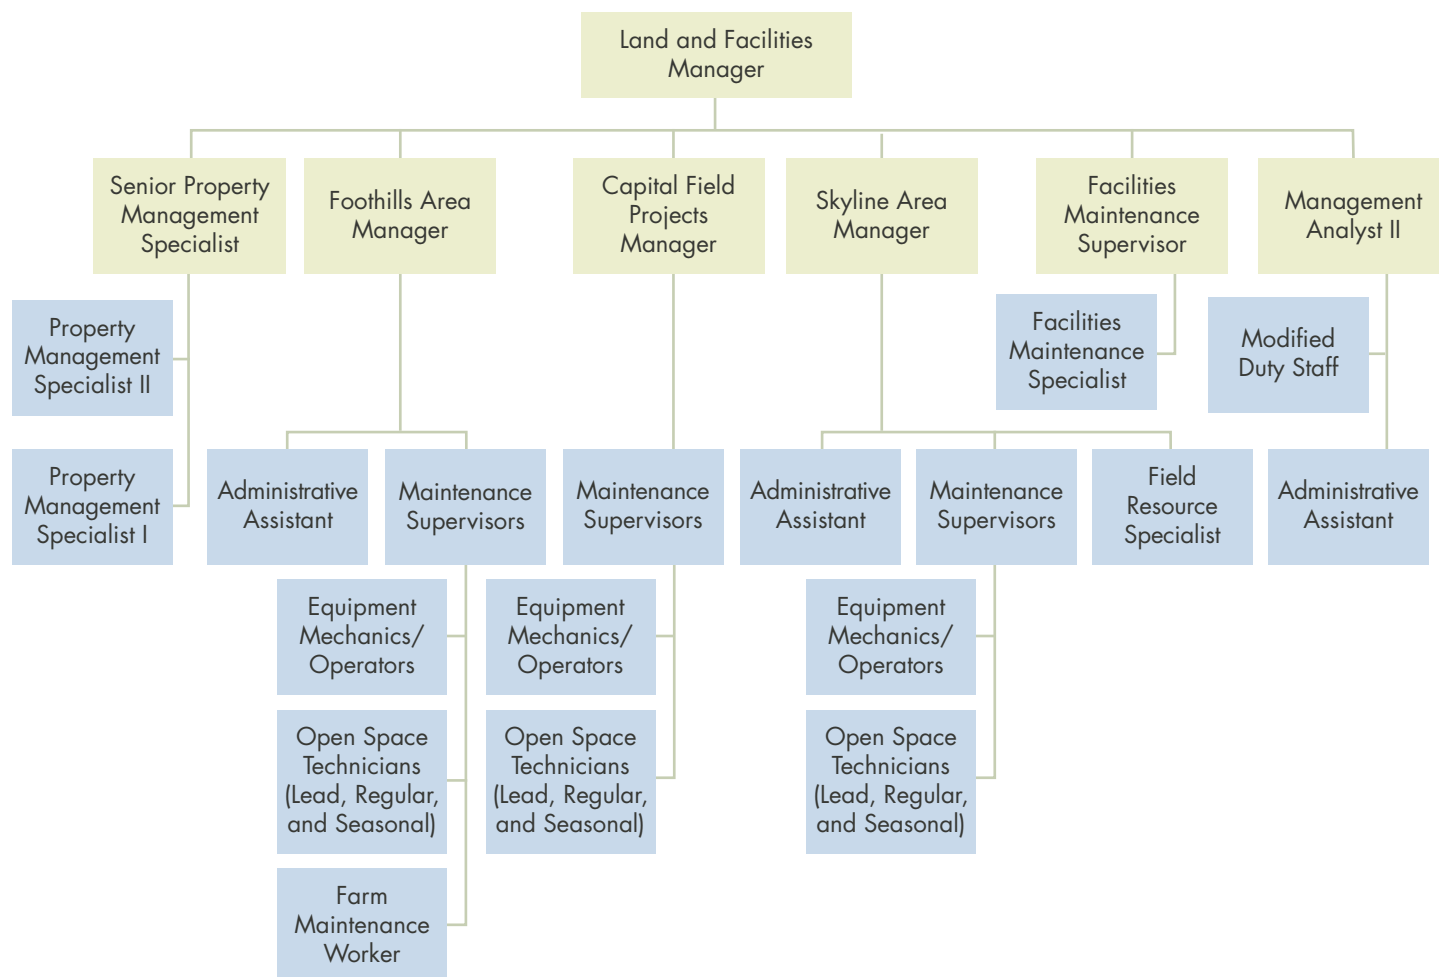 Land and Facilities
Manager
Senior Property
Management
Specialist
Foothills Area
Manager
Capital Field
Projects
Manager
Skyline Area
Manager
Facilities
Maintenance
Supervisor
Management
Analyst II
Property
Management
Specialist II
Facilities
Maintenance
Specialist
Modified
Duty Staff
Property
Management
Specialist I
Administrative
Assistant
Maintenance
Supervisors
Maintenance
Supervisors
Administrative
Assistant
Maintenance
Supervisors
Field
Resource
Specialist
Administrative
Assistant
Equipment
Mechanics/
Operators
Equipment
Mechanics/
Operators
Equipment
Mechanics/
Operators
Open Space
Technicians
(Lead, Regular,
and Seasonal)
Open Space
Technicians
(Lead, Regular,
and Seasonal)
Open Space
Technicians
(Lead, Regular,
and Seasonal)
Farm
Maintenance
Worker